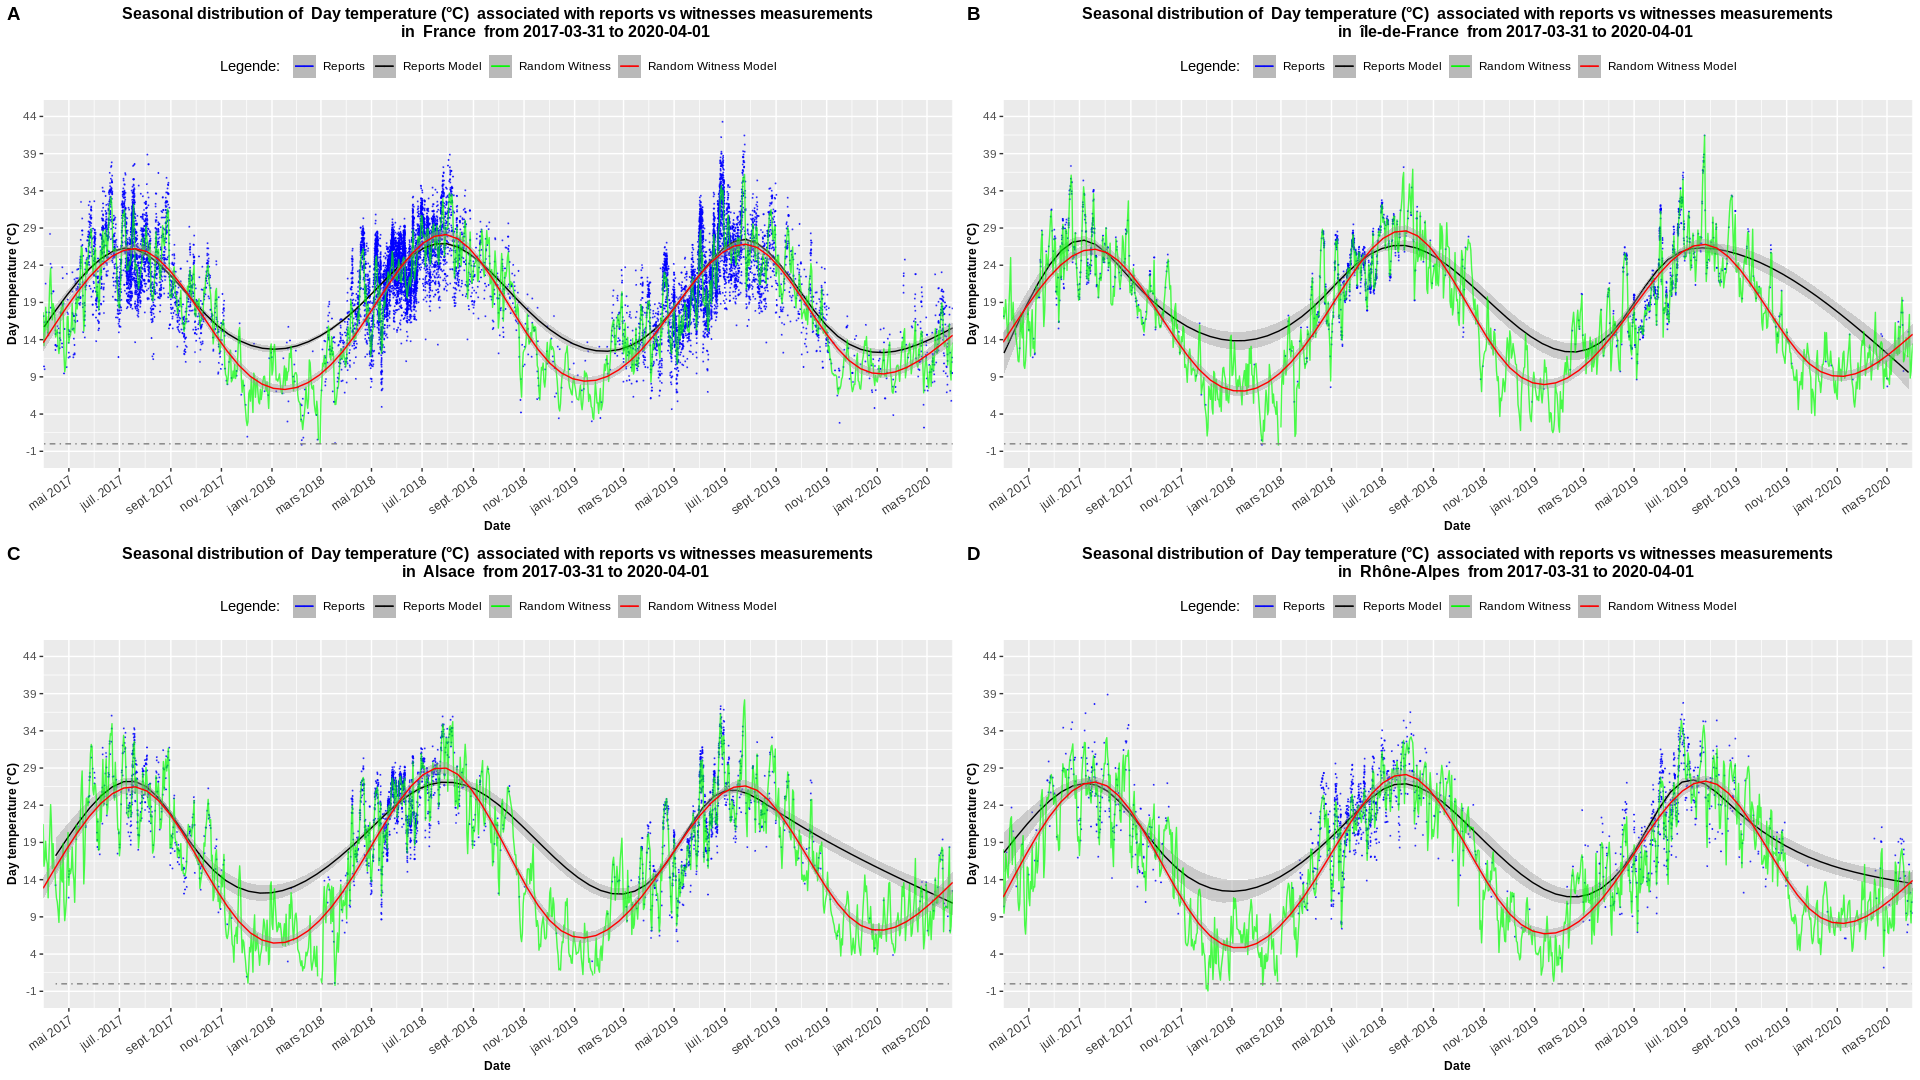 A
Seasonal distribution of Day temperature (°C) associated with reports vs witnesses measurements
in France from 2017-03-31 to 2020-04-01
Legende: Reports Reports Model Random Witness Random Witness Model
Day temperature (°C)
44
39
34
29
24
19
14
9
4
-1
mai 2017 juil. 2017 sept. 2017 nov. 2017 janv. 2018 mars 2018 mai 2018 juil. 2018 sept. 2018 nov. 2018 janv. 2019 mars 2019 mai 2019 juil. 2019 sept. 2019 nov. 2019 janv. 2020 mars 2020
Date
B
Seasonal distribution of Day temperature (°C) associated with reports vs witnesses measurements
in île-de-France from 2017-03-31 to 2020-04-01
Legende: Reports Reports Model Random Witness Random Witness Model
Day temperature (°C)
44
39
34
29
24
19
14
9
4
-1
mai 2017 juil. 2017 sept. 2017 nov. 2017 janv. 2018 mars 2018 mai 2018 juil. 2018 sept. 2018 nov. 2018 janv. 2019 mars 2019 mai 2019 juil. 2019 sept. 2019 nov. 2019 janv. 2020 mars 2020
Date
C
Seasonal distribution of Day temperature (°C) associated with reports vs witnesses measurements
in Alsace from 2017-03-31 to 2020-04-01
Legende: Reports Reports Model Random Witness Random Witness Model
Day temperature (°C)
44
39
34
29
24
19
14
9
4
-1
mai 2017 juil. 2017 sept. 2017 nov. 2017 janv. 2018 mars 2018 mai 2018 juil. 2018 sept. 2018 nov. 2018 janv. 2019 mars 2019 mai 2019 juil. 2019 sept. 2019 nov. 2019 janv. 2020 mars 2020
Date
D
Seasonal distribution of Day temperature (°C) associated with reports vs witnesses measurements
in Rhône-Alpes from 2017-03-31 to 2020-04-01
Legende: Reports Reports Model Random Witness Random Witness Model
Day temperature (°C)
44
39
34
29
24
19
14
9
4
-1
mai 2017 juil. 2017 sept. 2017 nov. 2017 janv. 2018 mars 2018 mai 2018 juil. 2018 sept. 2018 nov. 2018 janv. 2019 mars 2019 mai 2019 juil. 2019 sept. 2019 nov. 2019 janv. 2020 mars 2020
Date